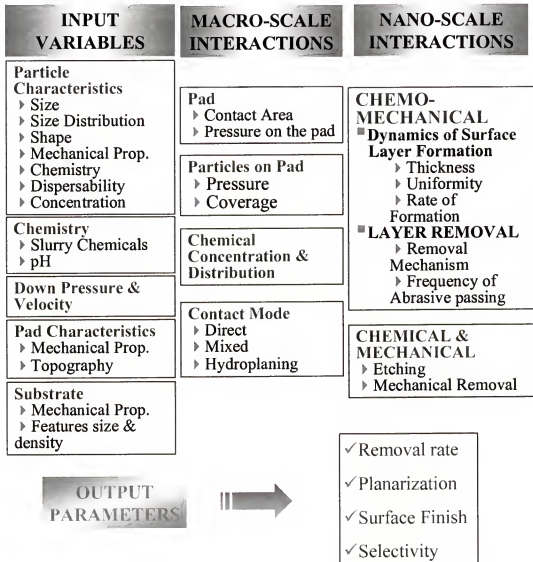 INPUT
VARIABLES
Particle
Characteristics
Size
Size Distribution
Shape
Mechanical Prop.
Chemistry
Dispersability
Concentration
Chemistry
Slurry Chemicals
pH
Down Pressure &
Velocity
Pad Characteristics
Mechanical Prop.
Topography
Substrate
Mechanical Prop.
Features size &
density
MACRO-SCALE
INTERACTIONS
Pad
Contact Area
Pressure on the pad
Particles on Pad
Pressure
Coverage
Chemical
Concentration &
Distribution
Contact Mode
Direct
Mixed
Hydroplaning
NANO-SCALE
INTERACTIONS
CHEMO-
MECHANICAL
Dynamics of Surface
Layer Formation
Thickness
Uniformity
Rate of
Formation
LAYER REMOVAL
Removal
Mechanism
Frequency of
Abrasive passing
CHEMICAL &
MECHANICAL
Etching
Mechanical Removal
OUTPUT
PARAMETERS
✓Removal rate
✓Planarization
✓Surface Finish
✓Selectivity